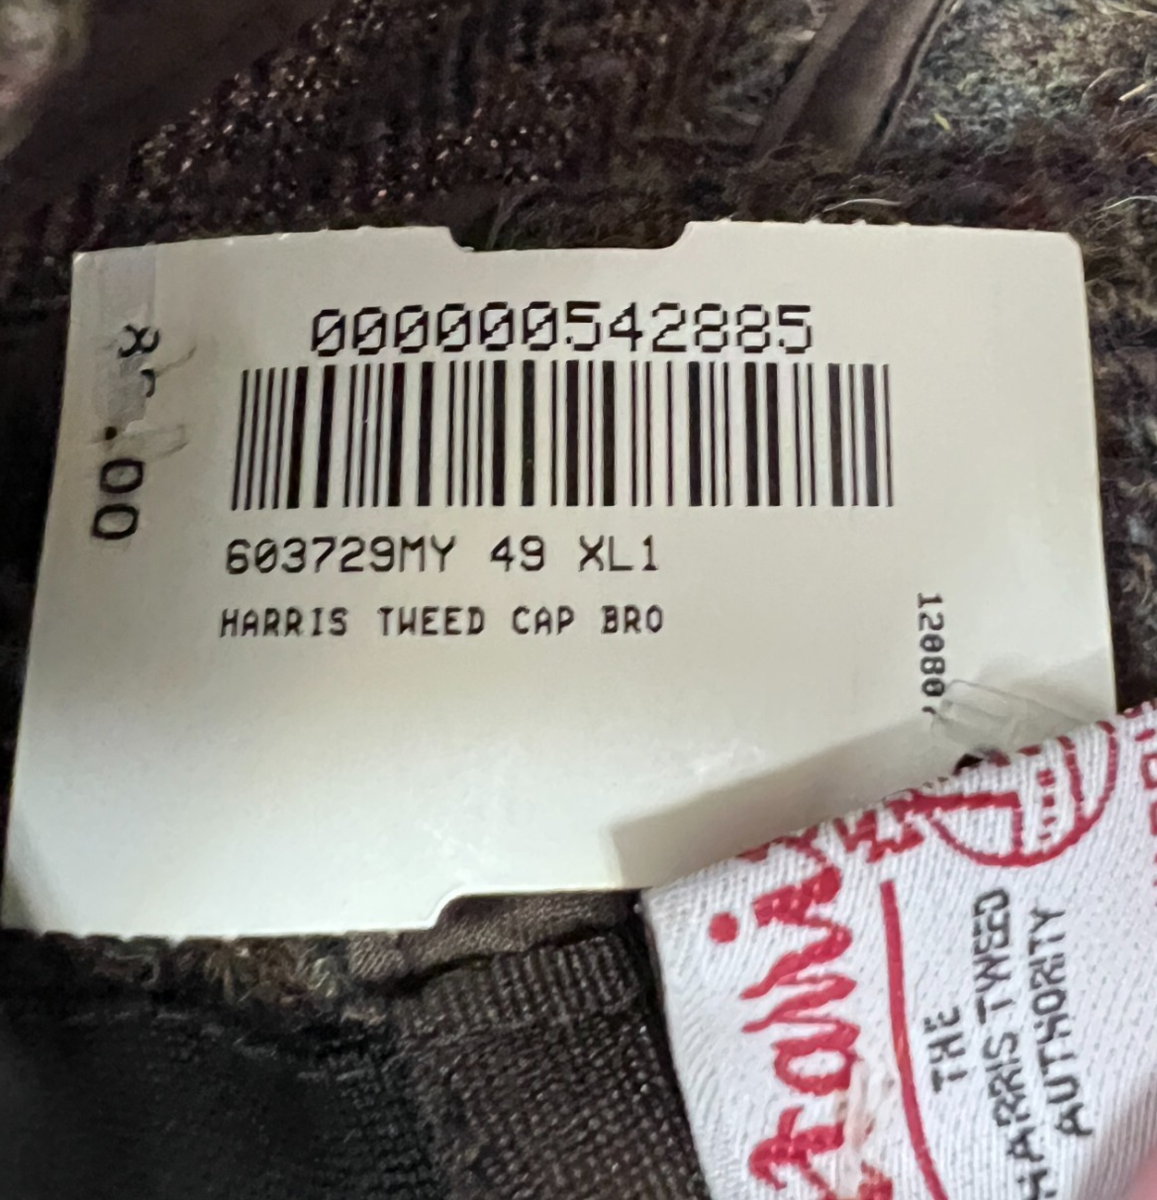 000000542885
.00
603729MY 49 XL1
HARRIS TWEED CAP BRO
THE
HARRIS TWEED
AUTHORITY